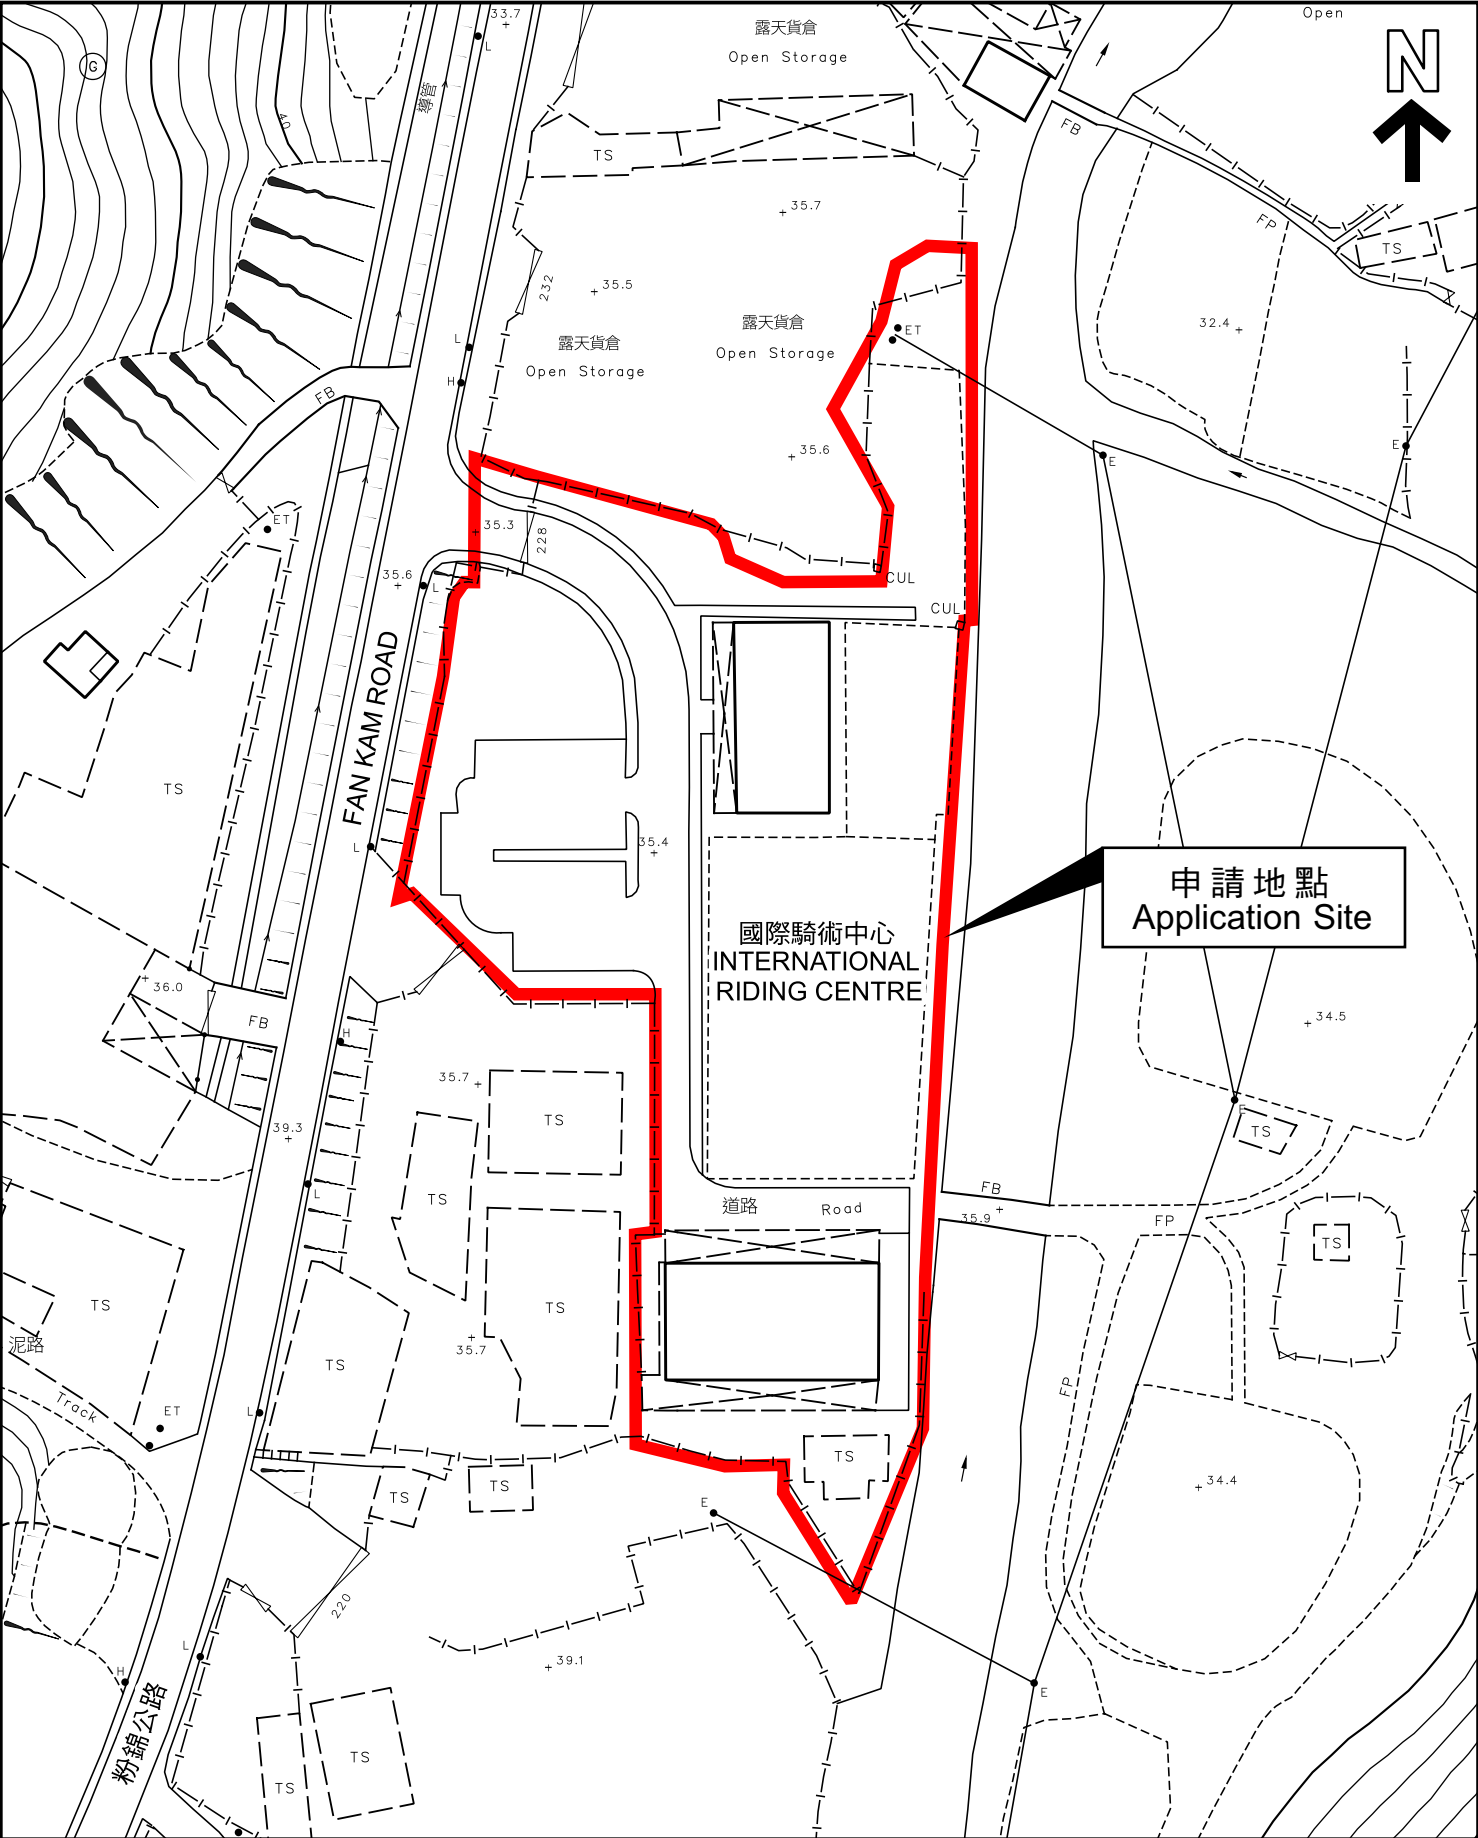 33.7
L
露天貨倉
Open Storage
Open
N
G
40
導管
TS
FB
FP
TS
35.7
232
35.5
露天貨倉
Open Storage
露天貨倉
Open Storage
ET
32.4
L
H
FB
35.6
E
E
ET
35.3
228
35.6
L
CUL
CUL
FAN KAM ROAD
TS
L
35.4
申請地點
Application Site
國際騎術中心
INTERNATIONAL
RIDING CENTRE
36.0
FB
H
34.5
35.7
TS
E
TS
39.3
L
TS
FB
35.9
FP
道路
Road
TS
TS
TS
泥路
35.7
TS
FP
Track
ET
L
TS
TS
TS
34.4
E
220
L
39.1
H
E
粉錦公路
TS
TS